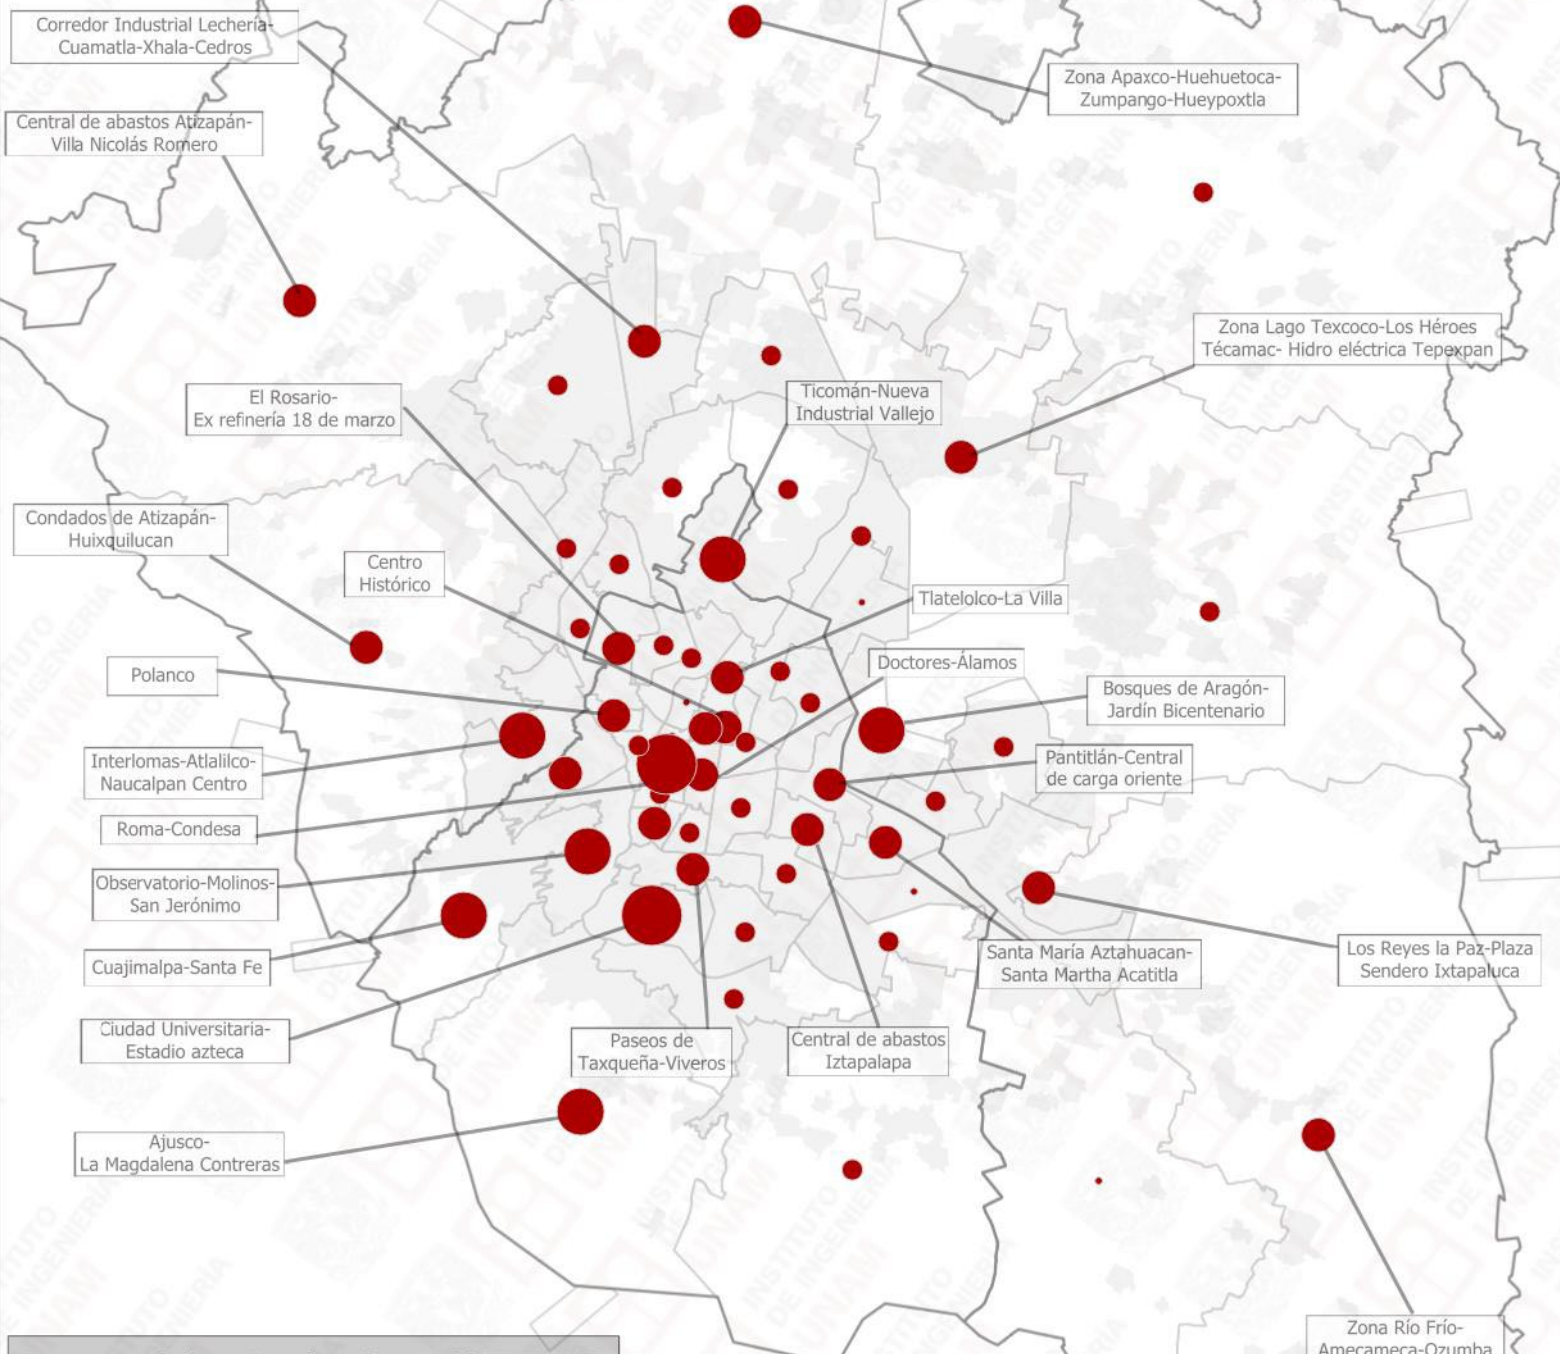 Corredor Industrial Lechería-
Cuamatla-Xhala-Cedros
Zona Apaxco-Huehuetoca-
Zumpango-Hueypoxtla
Central de abastos Atizapán-
Villa Nicolás Romero
Zona Lago Texcoco-Los Héroes
Técamac- Hidro eléctrica Tepexpan
El Rosario-
Ex refinería 18 de marzo
Ticomán-Nueva
Industrial Vallejo
Condados de Atizapán-
Huixquilucan
Centro
Histórico
Tlatelolco-La Villa
Polanco
Doctores-Álamos
Bosques de Aragón-
Jardín Bicentenario
Interlomas-Atlalilco-
Naucalpan Centro
Pantitlán-Central
de carga oriente
Roma-Condesa
Observatorio-Molinos-
San Jerónimo
Cuajimalpa-Santa Fe
Santa María Aztahuacan-
Santa Martha Acatitla
Los Reyes la Paz-Plaza
Sendero Ixtapaluca
Ciudad Universitaria-
Estadio azteca
Paseos de
Taxqueña-Viveros
Central de abastos
Iztapalapa
Ajusco-
La Magdalena Contreras
Zona Río Frío-
Amecameca-Ozumba
INSTITUTO
DE INGENIERÍA
UNAM